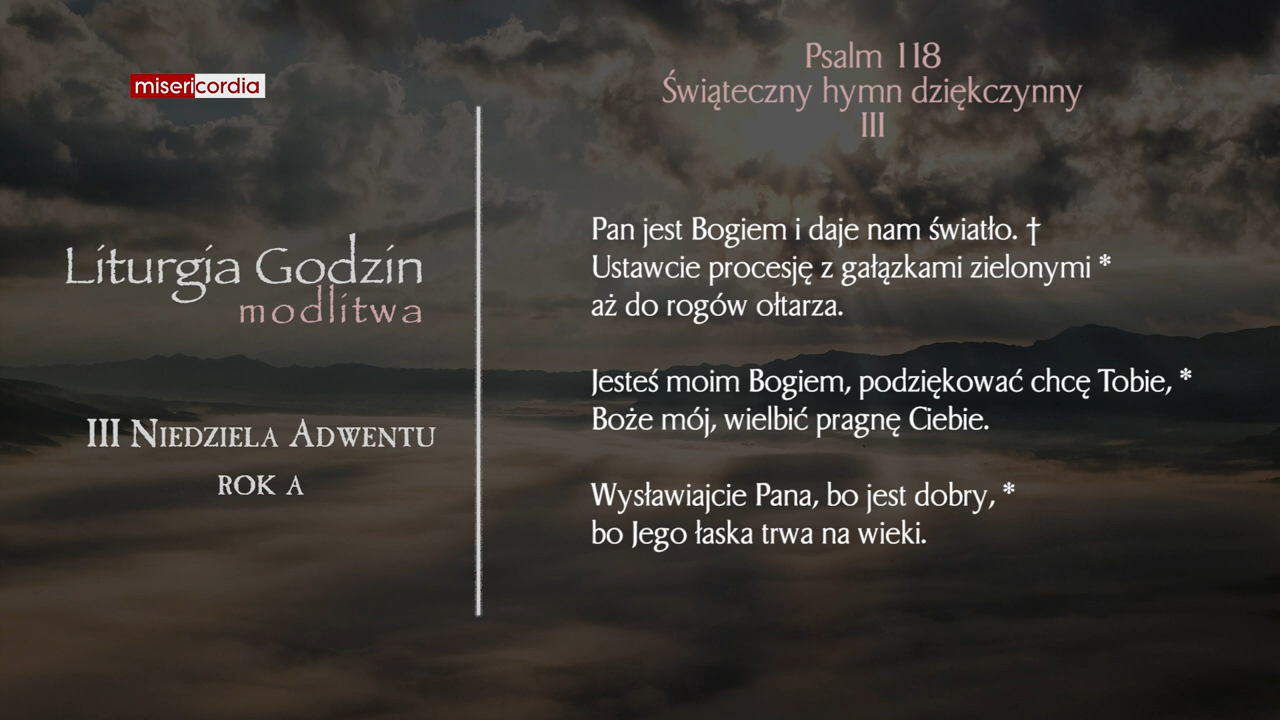 misericordia
Liturgia Godzin
modlitwa
III Niedziela Adwentu
rok A
Psalm 118
Świąteczny hymn dziękczynny
III
Pan jest Bogiem i daje nam światło. †
Ustawcie procesję z gałązkami zielonymi *
aż do rogów ołtarza.
Jesteś moim Bogiem, podziękować chcę Tobie, *
Boże mój, wielbić pragnę Ciebie.
Wysławiajcie Pana, bo jest dobry, *
bo Jego łaska trwa na wieki.